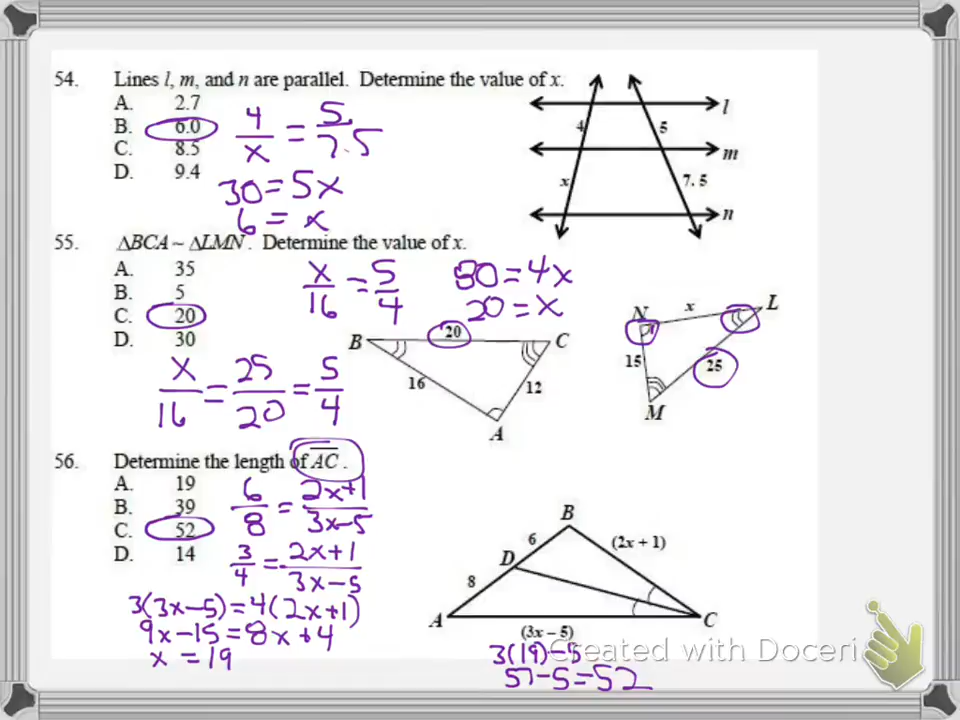 54. Lines l, m, and n are parallel. Determine the value of x.
A. 2.7
B. 6.0
C. 8.5
D. 9.4
4/x = 5/7.5
30 = 5x
6 = x
4
5
l
m
x
7.5
n
55. ΔBCA ~ ΔLMN. Determine the value of x.
A. 35
B. 5
C. 20
D. 30
x/16 = 5/4
80 = 4x
20 = x
x/16 = 25/20 = 5/4
B
20
C
16
12
A
N
x
L
15
25
M
56. Determine the length of A̅C̅.
A. 19
B. 39
C. 52
D. 14
6/8 = 2x+1/3x-5
3/4 = 2x+1/3x-5
3(3x-5) = 4(2x+1)
9x-15 = 8x+4
x = 19
B
6
(2x + 1)
D
8
A
C
(3x – 5)
3(19)-5
57-5=52
Created with Doceri